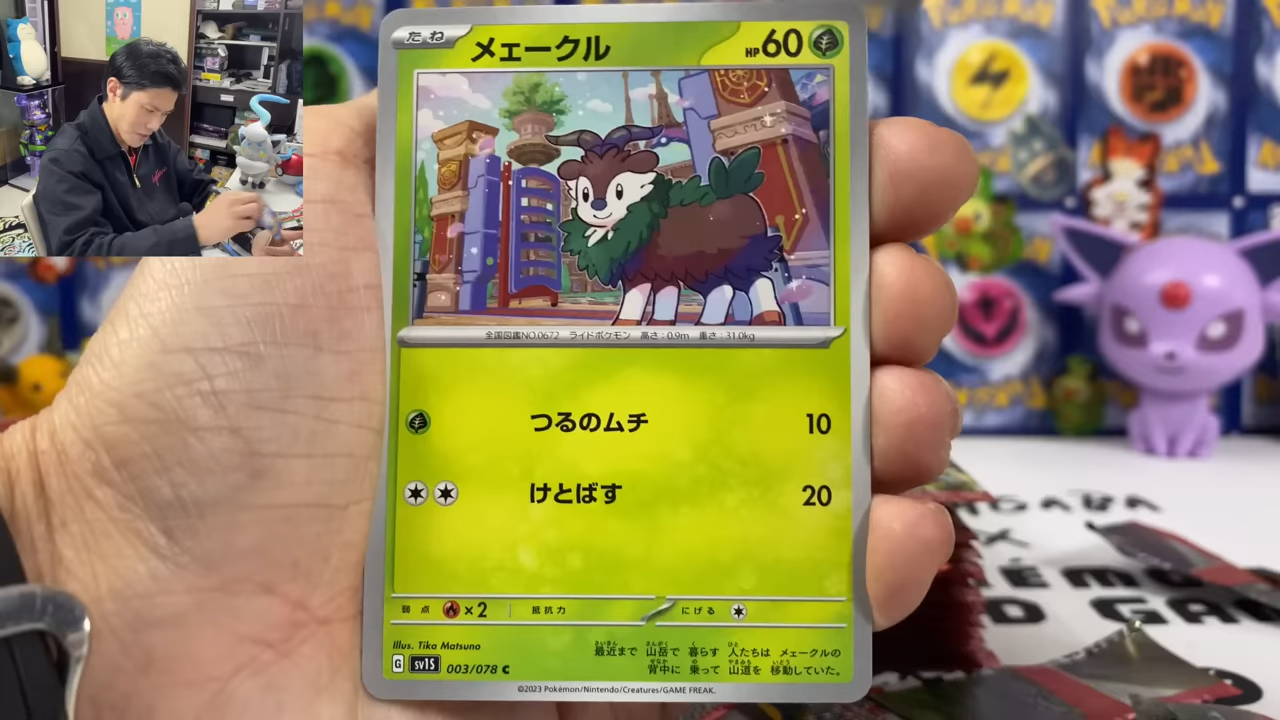 たね メェークル HP60
全国図鑑NO.0672 ライドポケモン 高さ:0.9m 重さ:31.0kg
つるのムチ 10
けとばす 20
弱点 ×2 抵抗力 にげる
Illus. Tika Matsuno
G sv1S 003/078 C
最近まで 山岳で 暮らす 人たちは メェークルの
背中に 乗って 山道を 移動していた。
©2023 Pokémon/Nintendo/Creatures/GAME FREAK.